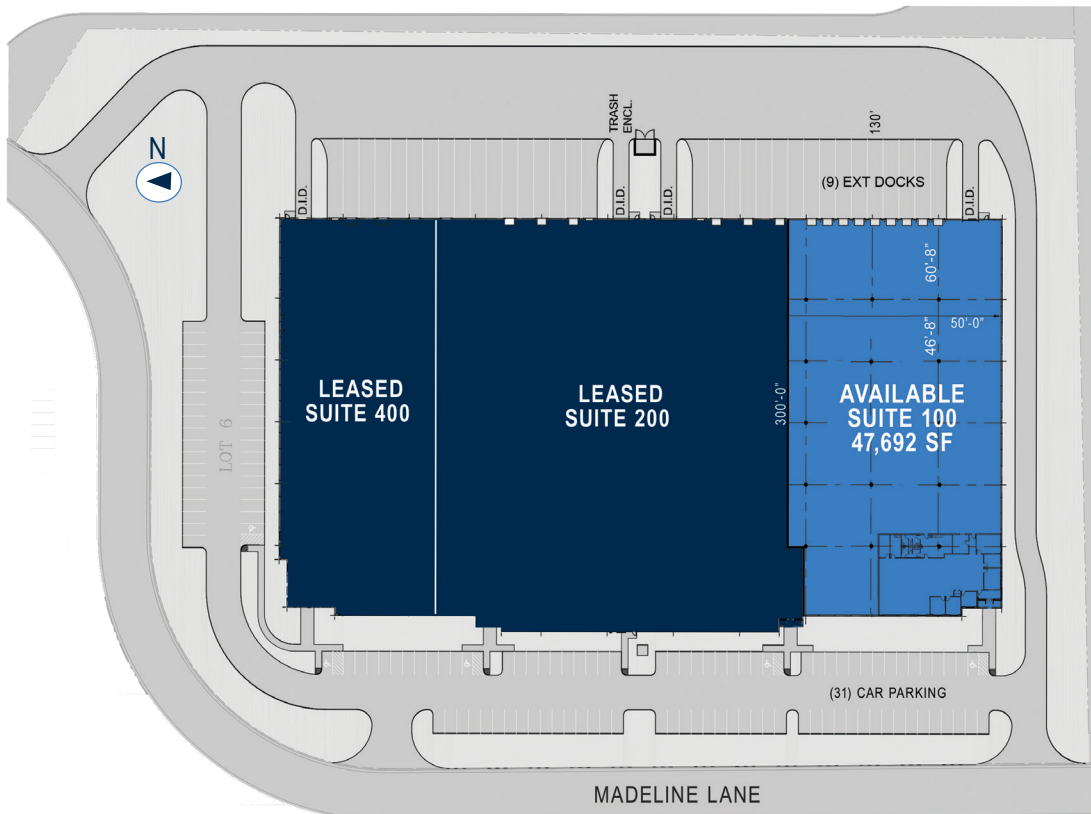 TRASH
ENCL.
130'
N
(9) EXT DOCKS
D.I.D.
D.I.D.
D.I.D.
D.I.D.
60'-8"
50'-0"
46'-8"
LEASED
SUITE 400
LEASED
SUITE 200
300'-0"
AVAILABLE
SUITE 100
47,692 SF
LOT 6
(31) CAR PARKING
MADELINE LANE